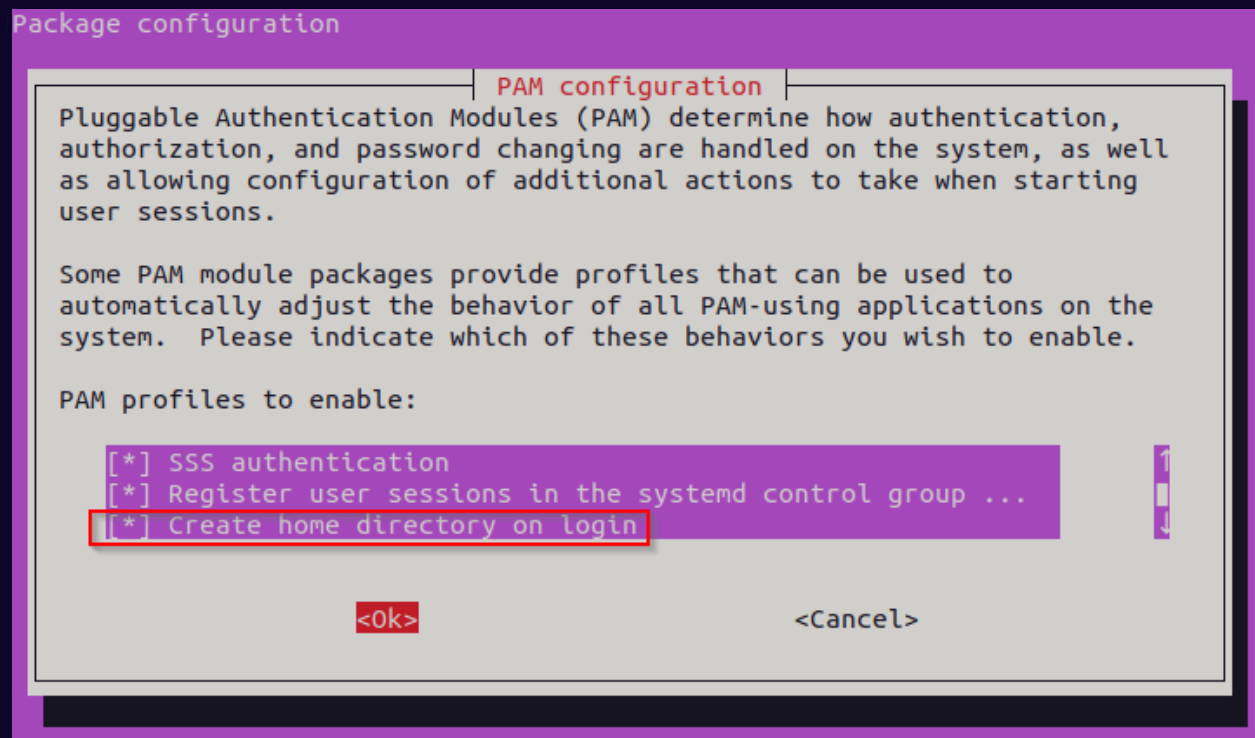 Package configuration
PAM configuration
Pluggable Authentication Modules (PAM) determine how authentication,
authorization, and password changing are handled on the system, as well
as allowing configuration of additional actions to take when starting
user sessions.
Some PAM module packages provide profiles that can be used to
automatically adjust the behavior of all PAM-using applications on the
system.  Please indicate which of these behaviors you wish to enable.
PAM profiles to enable:
[*] SSS authentication
[*] Register user sessions in the systemd control group ...
[*] Create home directory on login
<Ok> <Cancel>